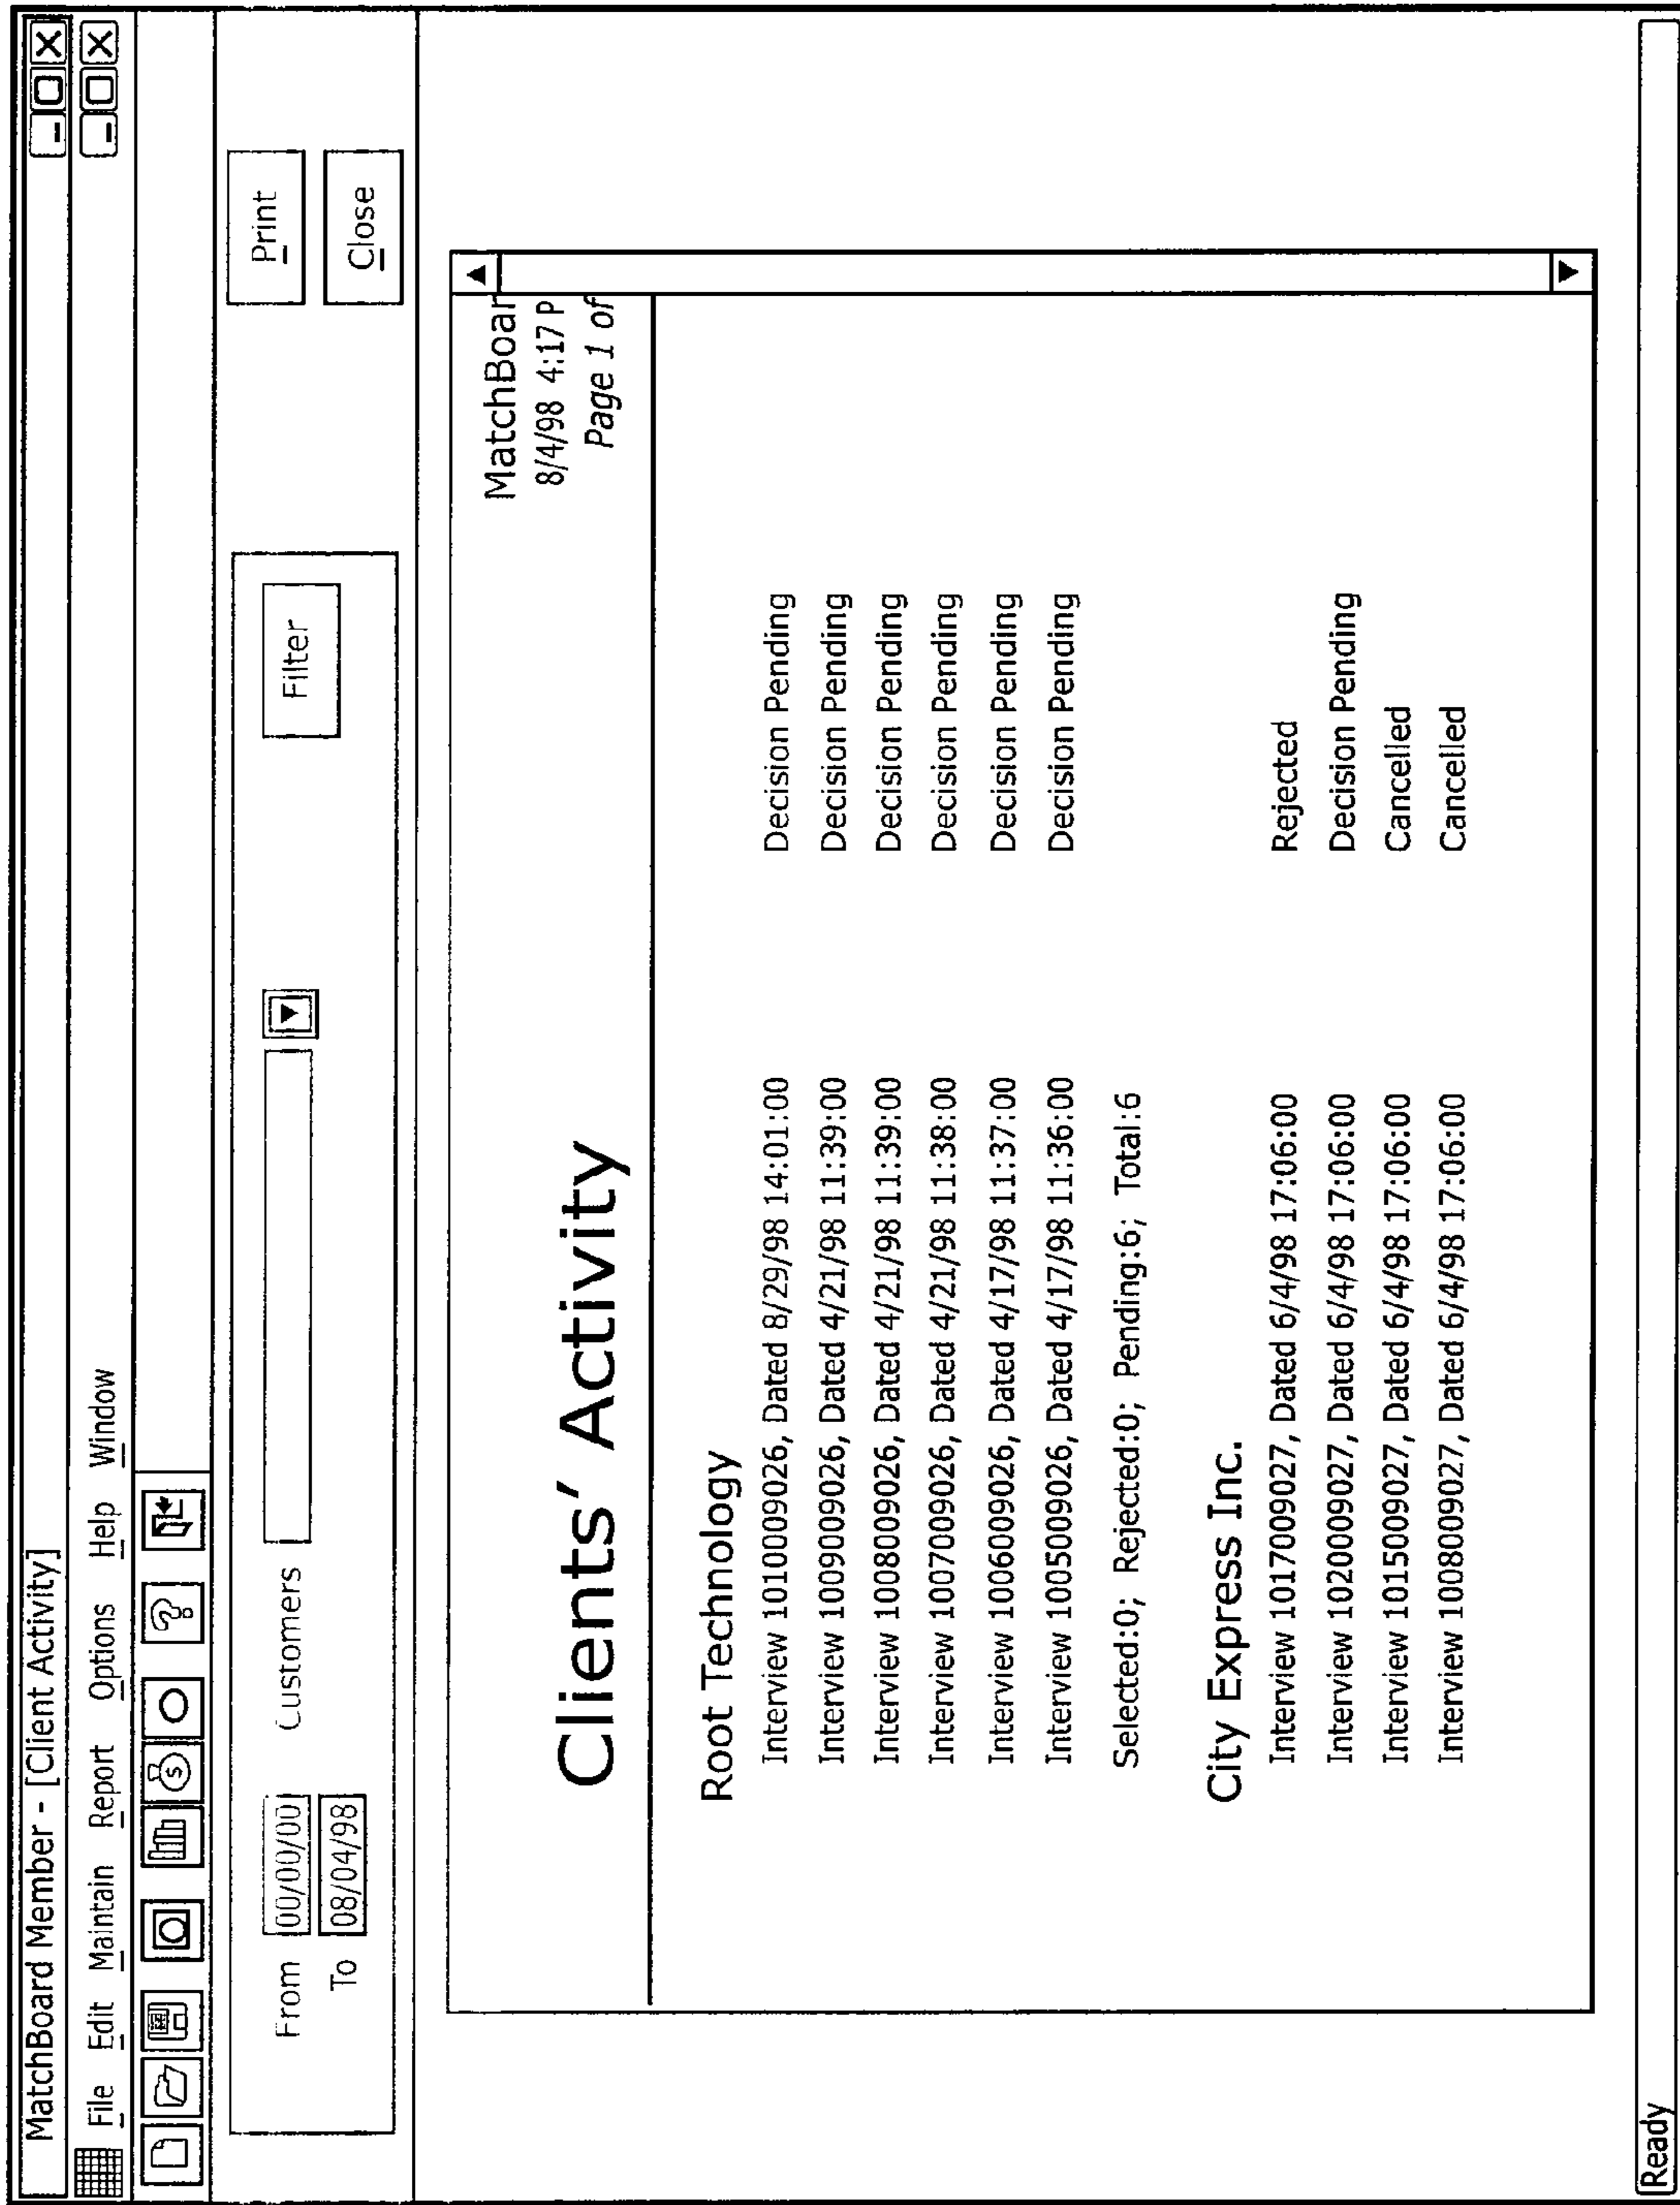 MatchBoard Member - [Client Activity]
File Edit Maintain Report Options Help Window
From 00/00/00 Customers Filter Print
To 08/04/98 Close
MatchBoar
8/4/98 4:17 P
Page 1 of
Clients' Activity
Root Technology
Interview 1010009026, Dated 8/29/98 14:01:00 Decision Pending
Interview 1009009026, Dated 4/21/98 11:39:00 Decision Pending
Interview 1008009026, Dated 4/21/98 11:39:00 Decision Pending
Interview 1007009026, Dated 4/21/98 11:38:00 Decision Pending
Interview 1006009026, Dated 4/17/98 11:37:00 Decision Pending
Interview 1005009026, Dated 4/17/98 11:36:00 Decision Pending
Selected:0; Rejected:0; Pending:6; Total:6
City Express Inc.
Interview 1017009027, Dated 6/4/98 17:06:00 Rejected
Interview 1020009027, Dated 6/4/98 17:06:00 Decision Pending
Interview 1015009027, Dated 6/4/98 17:06:00 Cancelled
Interview 1008009027, Dated 6/4/98 17:06:00 Cancelled
Ready